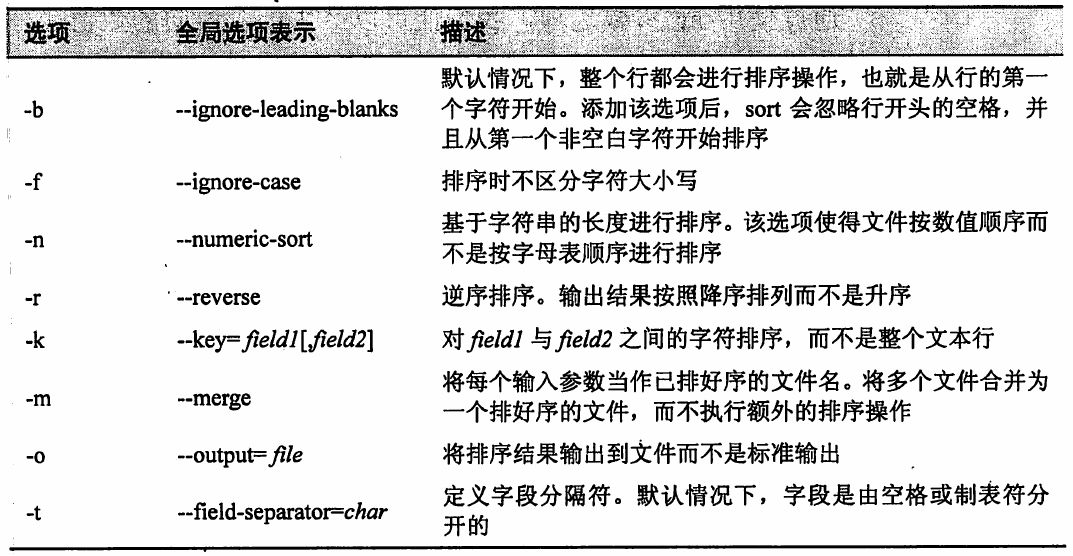 选项 全局选项表示 描述
-b --ignore-leading-blanks 默认情况下，整个行都会进行排序操作，也就是从行的第一
个字符开始。添加该选项后，sort 会忽略行开头的空格，并
且从第一个非空白字符开始排序
-f --ignore-case 排序时不区分字符大小写
-n --numeric-sort 基于字符串的长度进行排序。该选项使得文件按数值顺序而
不是按字母表顺序进行排序
-r --reverse 逆序排序。输出结果按照降序排列而不是升序
-k --key=field1[,field2] 对 field1 与 field2 之间的字符排序，而不是整个文本行
-m --merge 将每个输入参数当作已排好序的文件名。将多个文件合并为
一个排好序的文件，而不执行额外的排序操作
-o --output=file 将排序结果输出到文件而不是标准输出
-t --field-separator=char 定义字段分隔符。默认情况下，字段是由空格或制表符分
开的